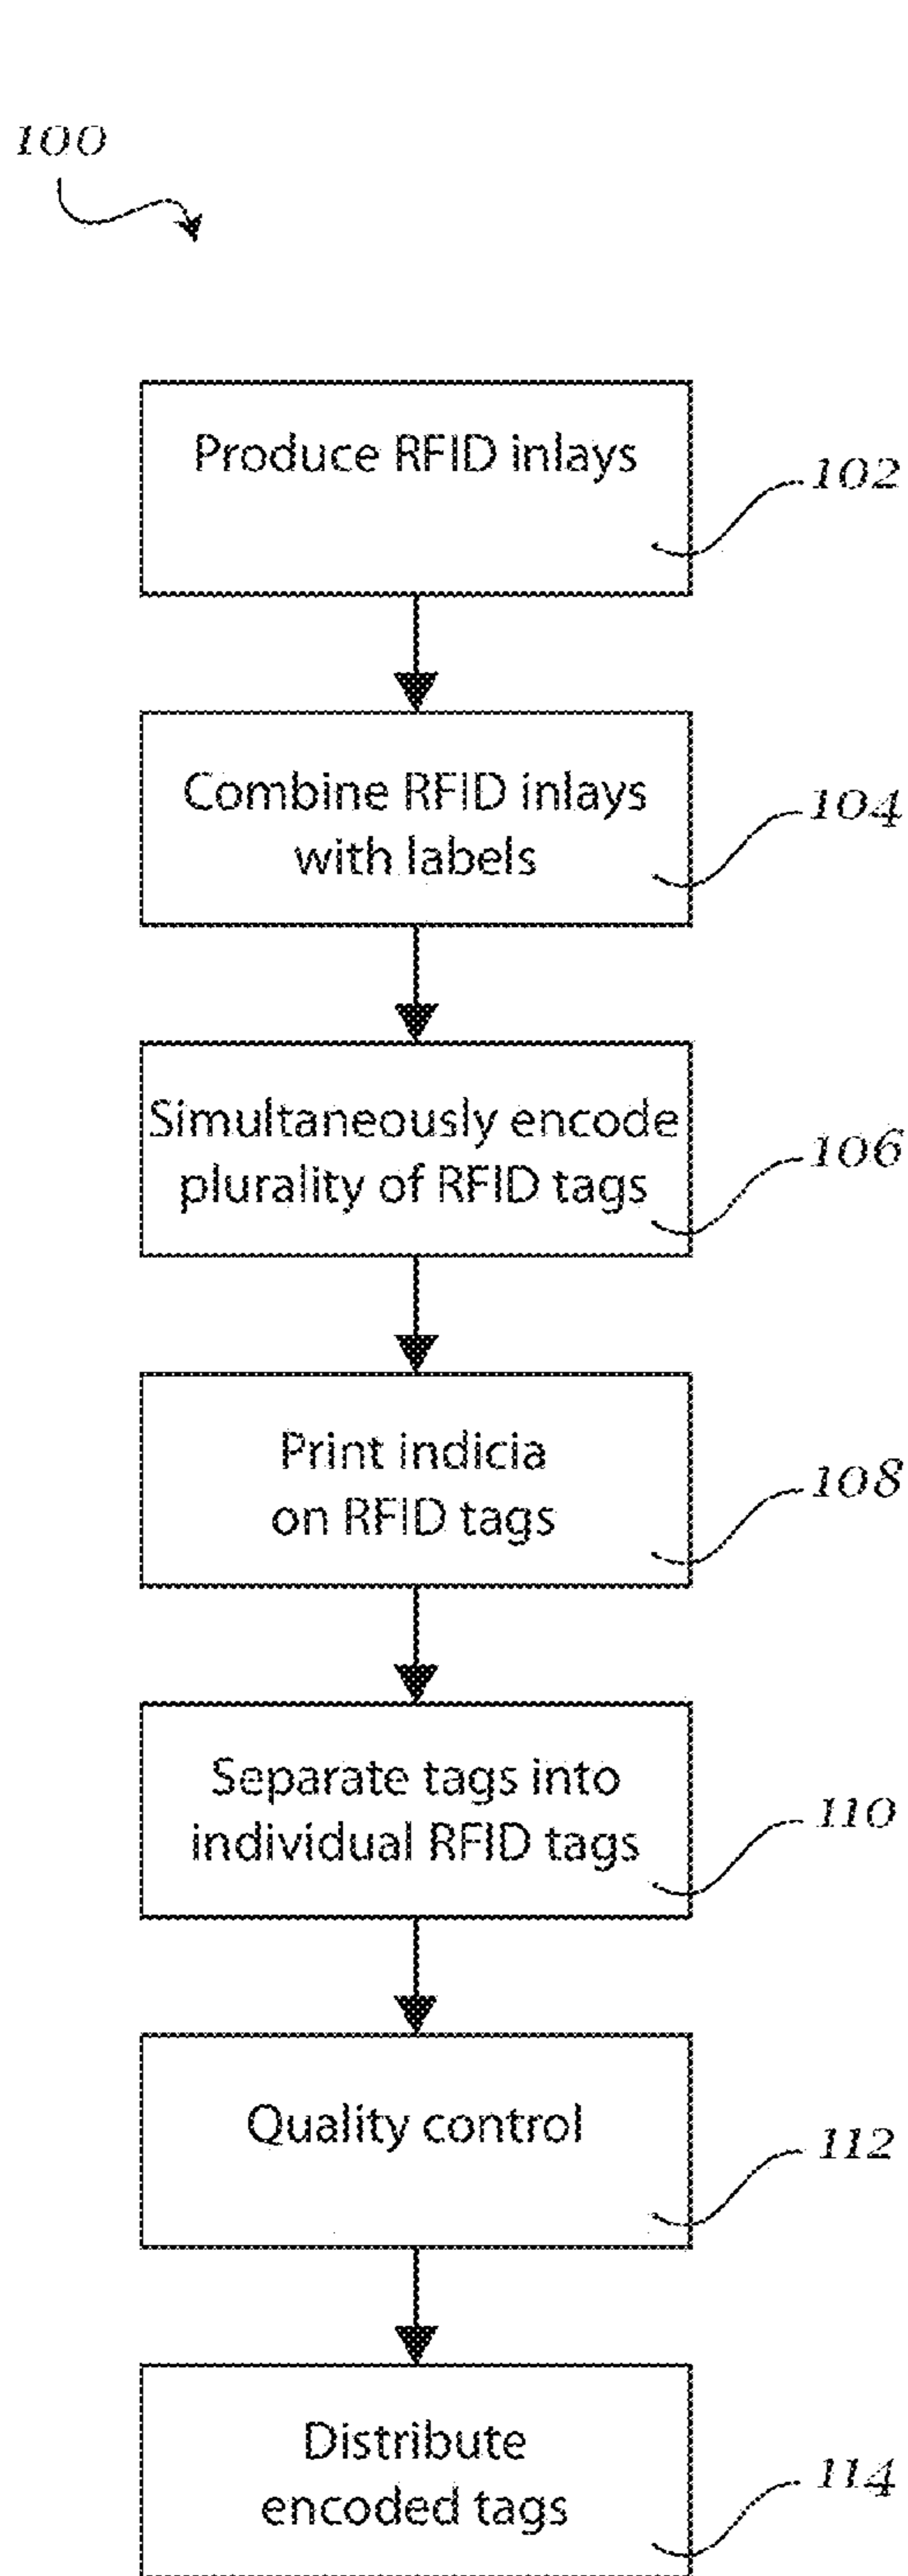 100
Produce RFID inlays
102
Combine RFID inlays
with labels
104
Simultaneously encode
plurality of RFID tags
106
Print indicia
on RFID tags
108
Separate tags into
individual RFID tags
110
Quality control
112
Distribute
encoded tags
114